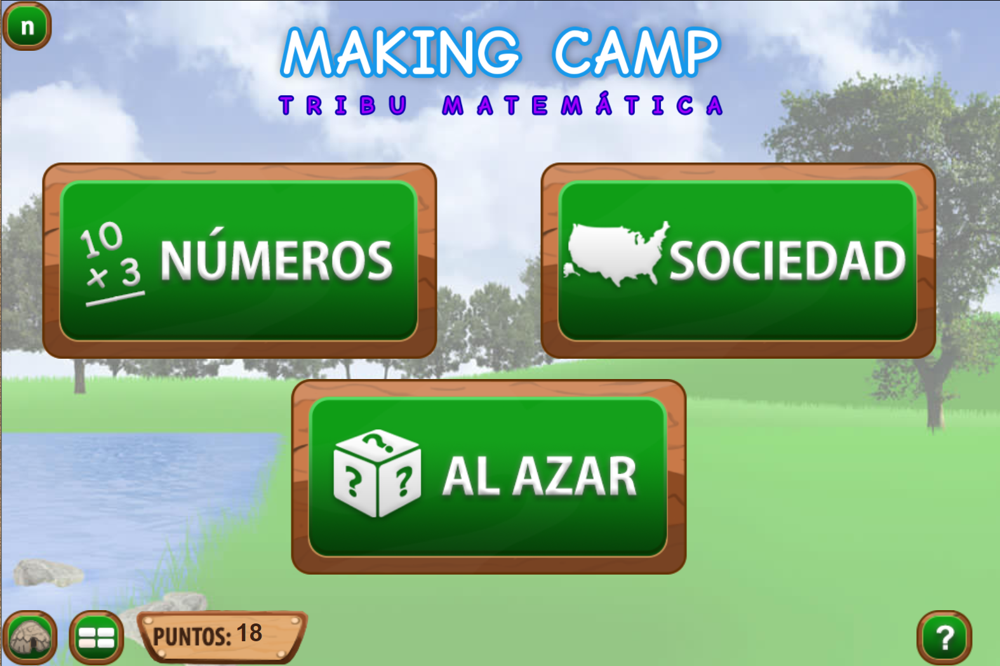 n
MAKING CAMP
TRIBU MATEMÁTICA
10
× 3
NÚMEROS
SOCIEDAD
? ? ?
AL AZAR
PUNTOS: 18
?